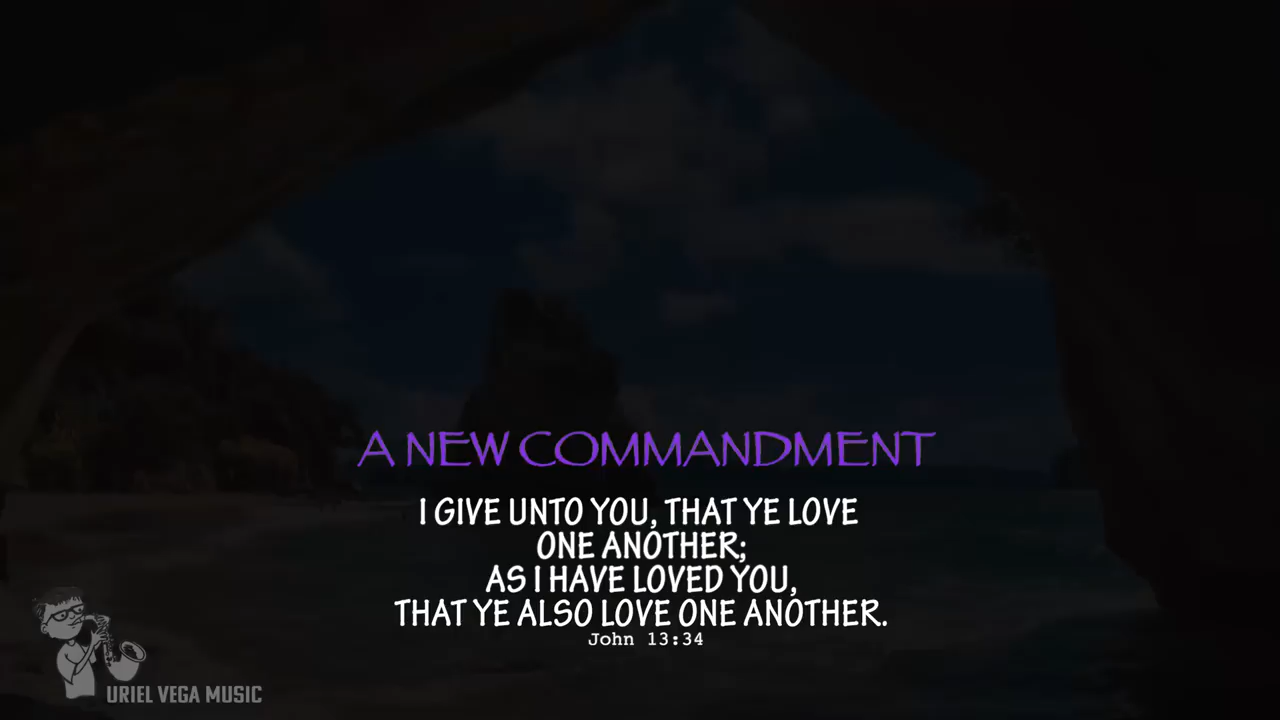 A NEW COMMANDMENT
I GIVE UNTO YOU, THAT YE LOVE
ONE ANOTHER;
AS I HAVE LOVED YOU,
THAT YE ALSO LOVE ONE ANOTHER.
John 13:34
URIEL VEGA MUSIC